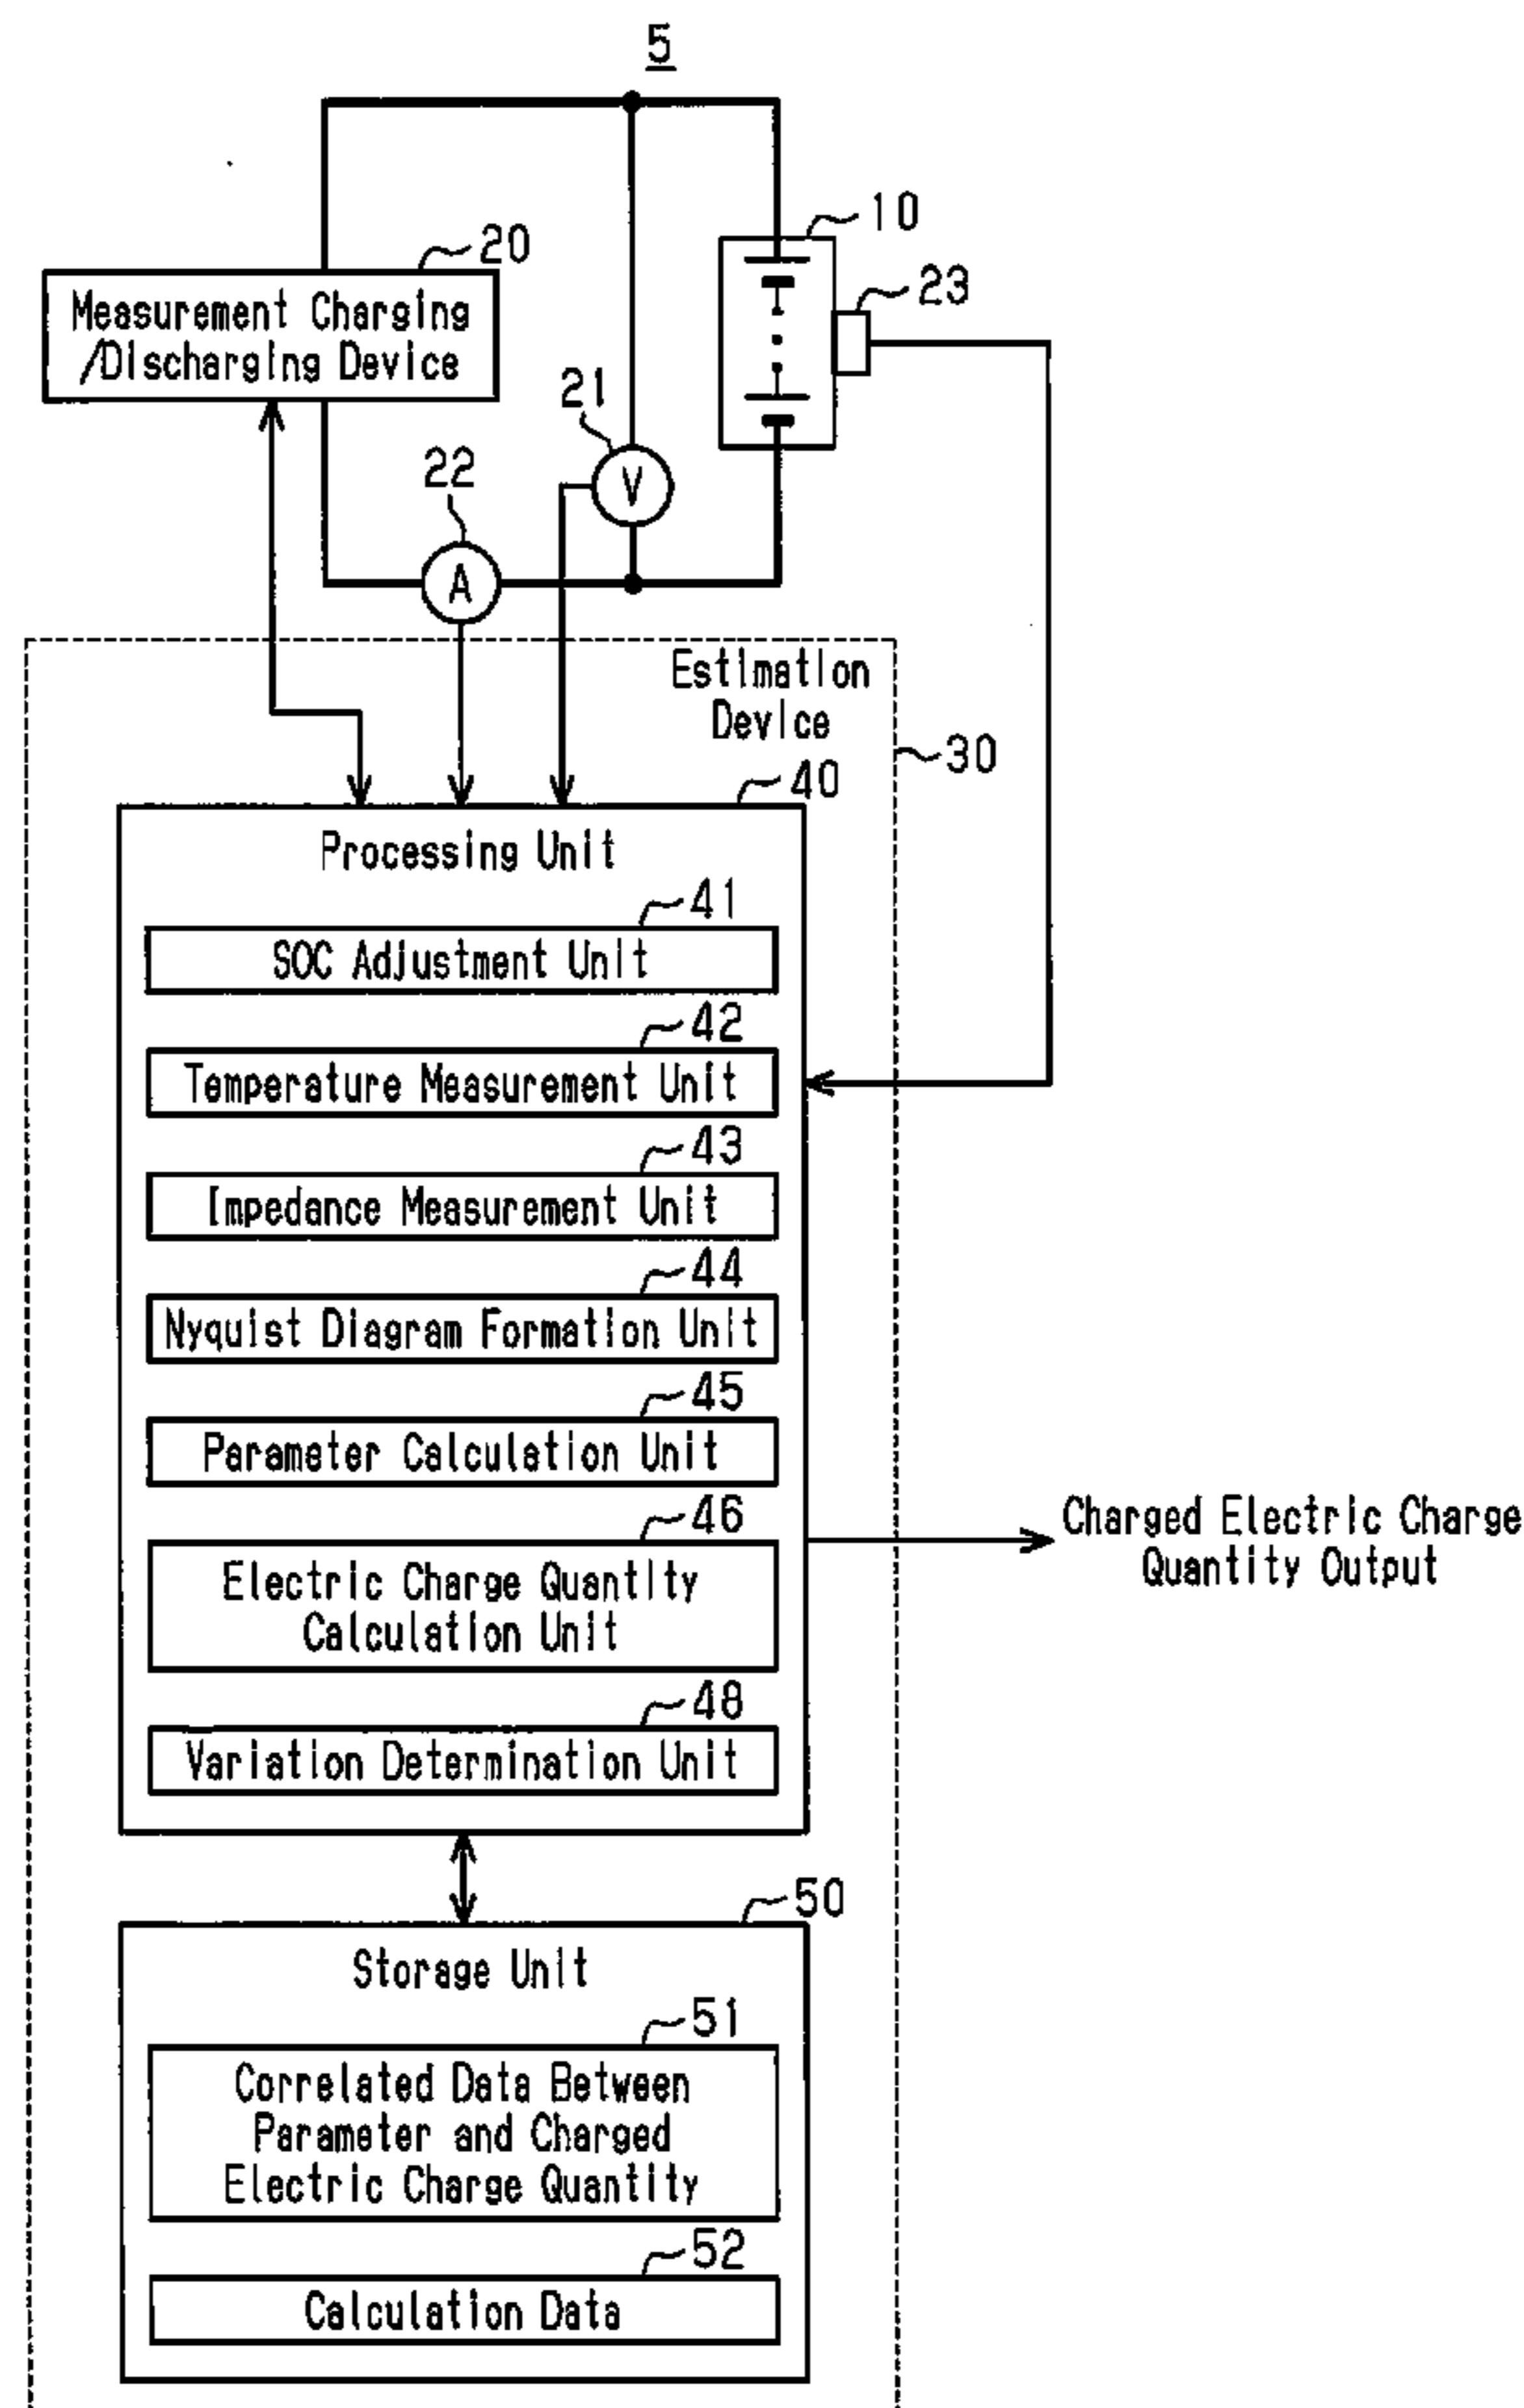 5
10
20
23
Measurement Charging
/Discharging Device
21
22
V
A
Estimation
Device
30
40
Processing Unit
41
SOC Adjustment Unit
42
Temperature Measurement Unit
43
Impedance Measurement Unit
44
Nyquist Diagram Formation Unit
45
Parameter Calculation Unit
46
Electric Charge Quantity
Calculation Unit
Charged Electric Charge
Quantity Output
48
Variation Determination Unit
50
Storage Unit
51
Correlated Data Between
Parameter and Charged
Electric Charge Quantity
52
Calculation Data